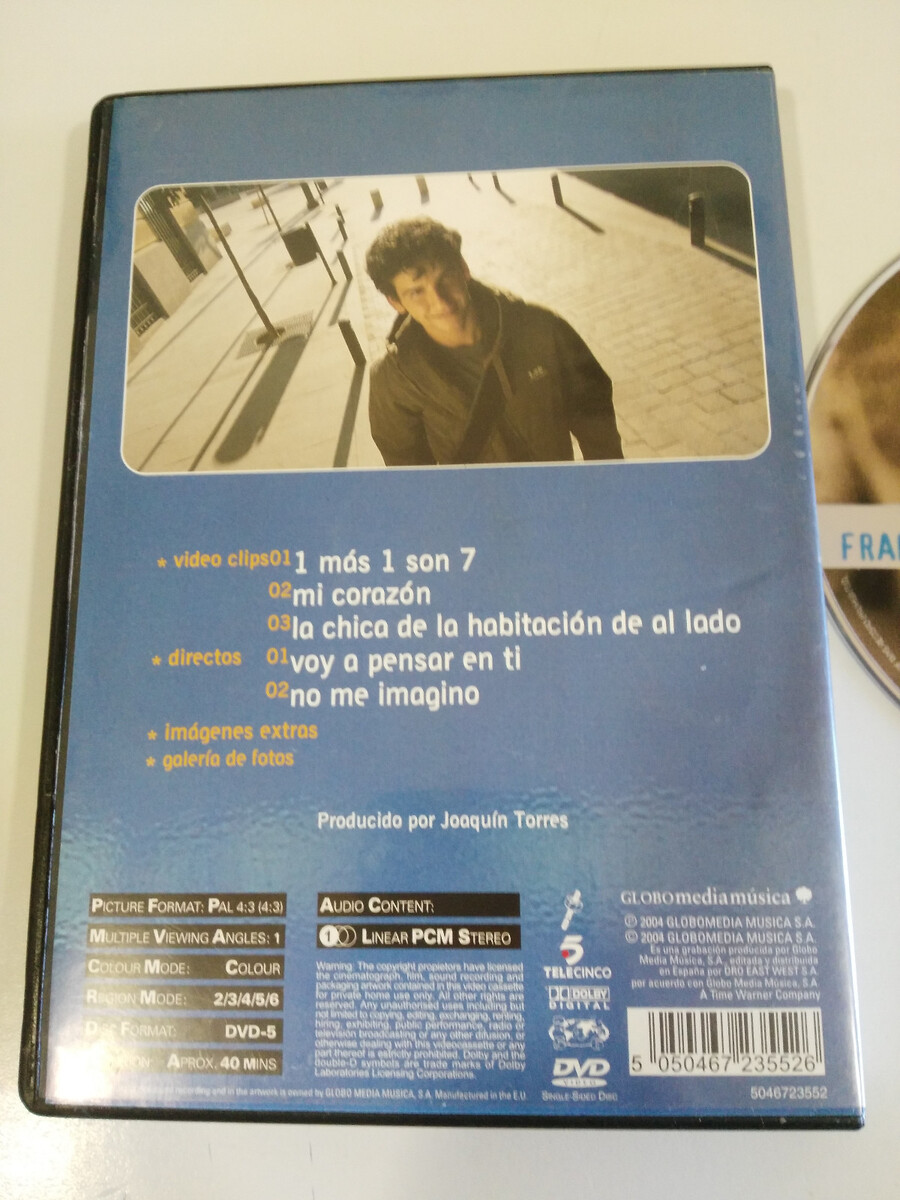 * video clips 01 1 más 1 son 7
02 mi corazón
03 la chica de la habitación de al lado
* directos 01 voy a pensar en ti
02 no me imagino
* imágenes extras
* galería de fotos
Producido por Joaquín Torres
PICTURE FORMAT: PAL 4:3 (4:3)
MULTIPLE VIEWING ANGLES: 1
COLOUR MODE: COLOUR
REGION MODE: 2/3/4/5/6
DISC FORMAT: DVD-5
APROX. 40 MINS
AUDIO CONTENT:
1 LINEAR PCM STEREO
Warning: The copyright propietors have licensed
the cinematograph, film, sound recording and
packaging artwork contained in this video cassette
for private home use only. All other rights are
reserved. Any unauthorised uses including but
not limited to copying, editing, exchanging, renting,
hiring, exhibiting, public performance, radio or
television broadcasting or any other difusion, or
otherwise dealing with this videocassette or any
part thereof is estrictly prohibited. Dolby and the
double-D symbols are trade marks of Dolby
Laboratories Licensing Corporations.
recording and in the artwork is owned by GLOBO MEDIA MUSICA, S.A. Manufactured in the E.U.
5
TELECINCO
DOLBY
DIGITAL
DVD
VIDEO
SINGLE-SIDED DISC
GLOBOmediamúsica
℗ 2004 GLOBOMEDIA MUSICA S.A.
© 2004 GLOBOMEDIA MUSICA S.A.
Es una grabación producida por Globo
Media Música, S.A., editada y distribuida
en España por DRO EAST WEST S.A.
por acuerdo con Globo Media Música, S.A.
A Time Warner Company
5 050467 235526
5046723552
FRA